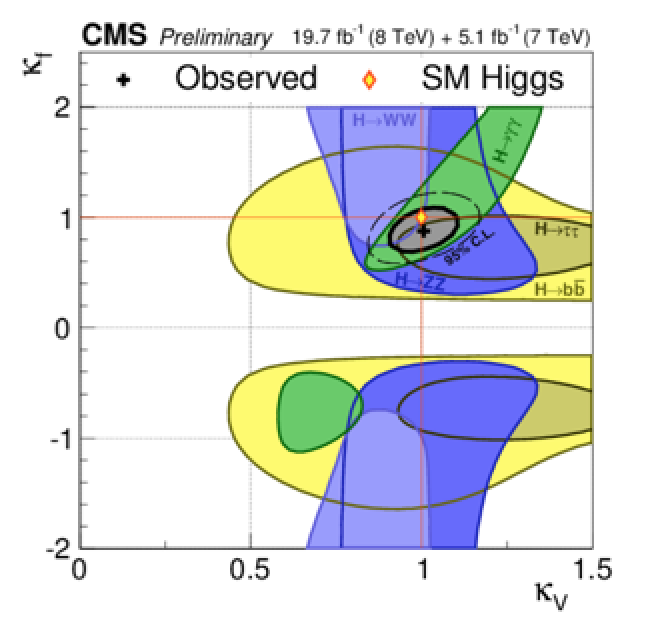 CMS Preliminary 19.7 fb⁻¹ (8 TeV) + 5.1 fb⁻¹ (7 TeV)
κf
Observed SM Higgs
2
H→WW
H→γγ
1
H→ττ
95% C.L.
H→ZZ
H→bb̅
0
-1
-2
0 0.5 1 1.5
κV